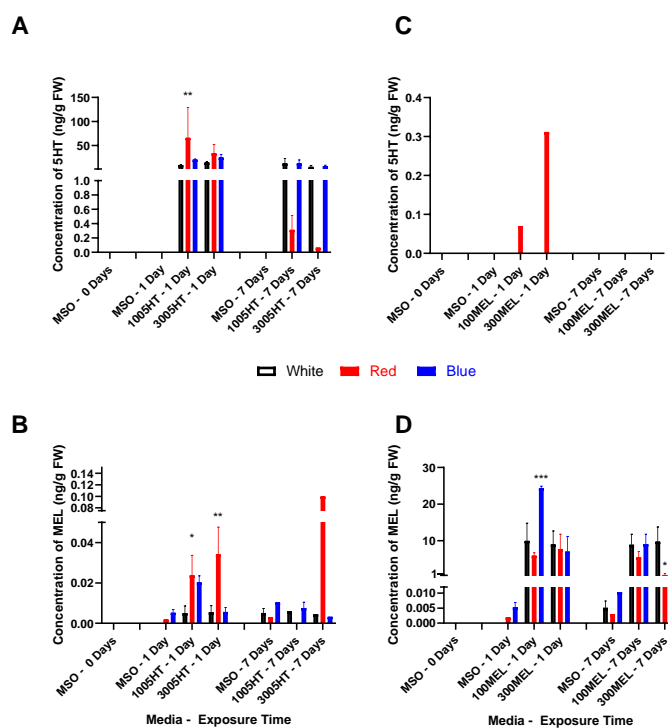 A
Concentration of 5HT (ng/g FW)
150
100
50
1.0
0.8
0.6
0.4
0.2
0.0
**
MSO - 0 Days
MSO - 1 Day
1005HT - 1 Day
3005HT - 1 Day
MSO - 7 Days
1005HT - 7 Days
3005HT - 7 Days
C
Concentration of 5HT (ng/g FW)
0.4
0.3
0.2
0.1
0.0
MSO - 0 Days
MSO - 1 Day
100MEL - 1 Day
300MEL - 1 Day
MSO - 7 Days
100MEL - 7 Days
300MEL - 7 Days
White Red Blue
B
Concentration of MEL (ng/g FW)
0.14
0.12
0.10
0.08
0.04
0.02
0.00
*
**
MSO - 0 Days
MSO - 1 Day
1005HT - 1 Day
3005HT - 1 Day
MSO - 7 Days
1005HT - 7 Days
3005HT - 7 Days
Media - Exposure Time
D
Concentration of MEL (ng/g FW)
30
20
10
1
0.010
0.005
0.000
***
*
MSO - 0 Days
MSO - 1 Day
100MEL - 1 Day
300MEL - 1 Day
MSO - 7 Days
100MEL - 7 Days
300MEL - 7 Days
Media - Exposure Time